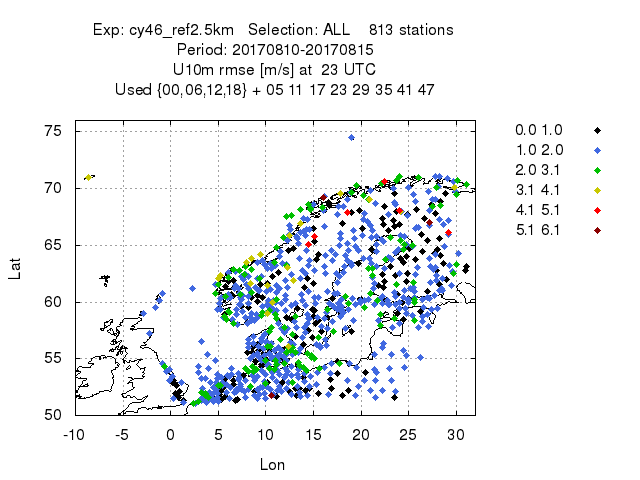 Exp: cy46_ref2.5km Selection: ALL 813 stations
Period: 20170810-20170815
U10m rmse [m/s] at 23 UTC
Used {00,06,12,18} + 05 11 17 23 29 35 41 47
75
70
65
60
55
50
Lat
-10 -5 0 5 10 15 20 25 30
Lon
0.0 1.0
1.0 2.0
2.0 3.1
3.1 4.1
4.1 5.1
5.1 6.1